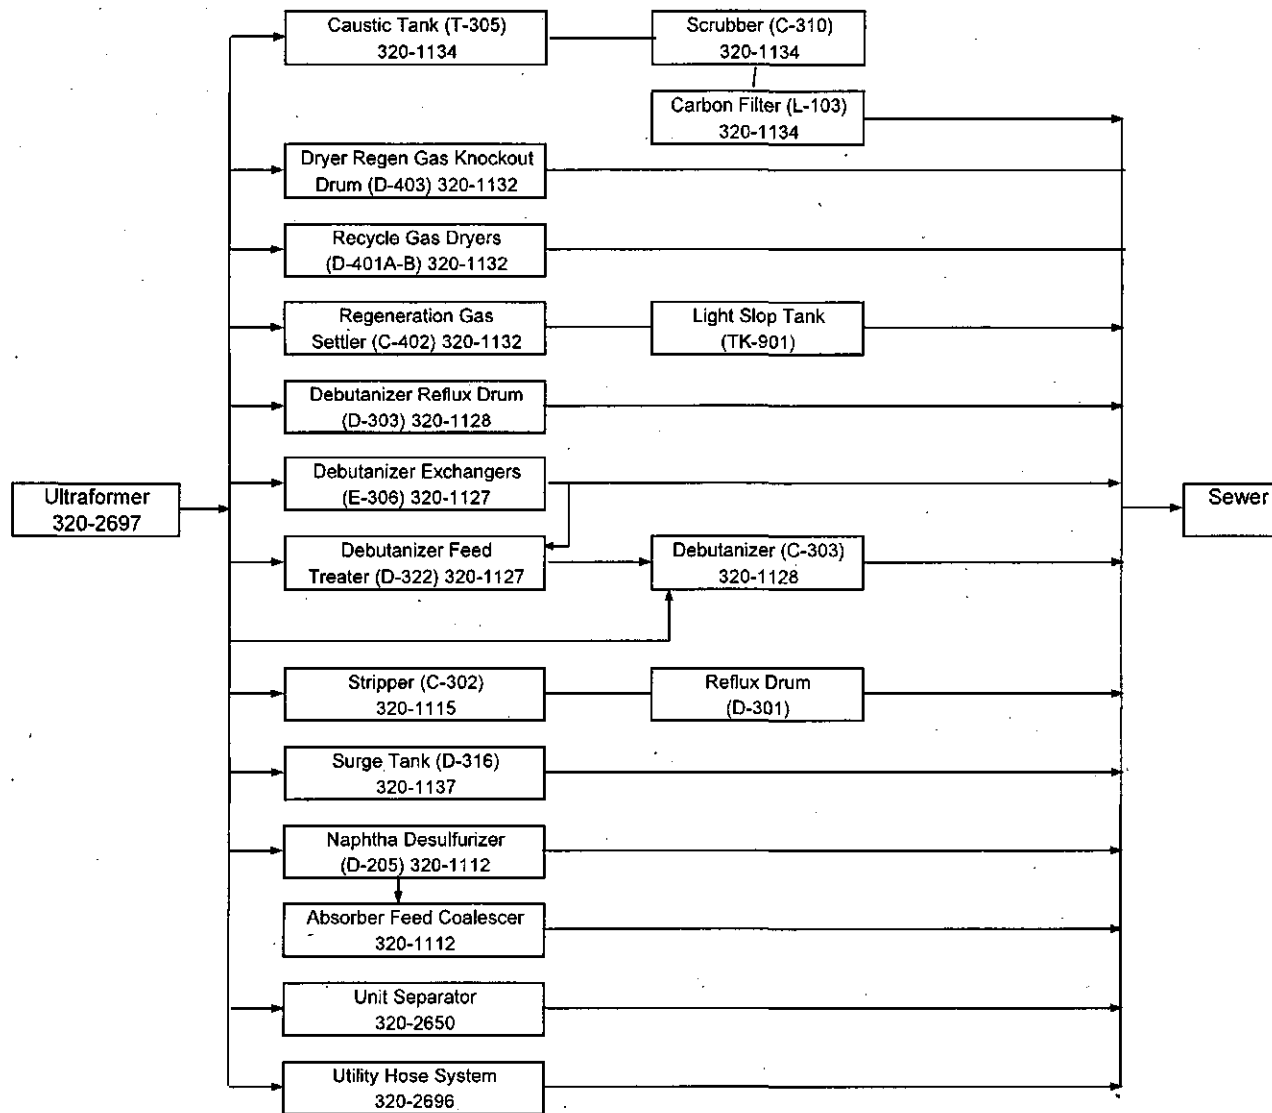 Caustic Tank (T-305)
320-1134
Scrubber (C-310)
320-1134
Carbon Filter (L-103)
320-1134
Dryer Regen Gas Knockout
Drum (D-403) 320-1132
Recycle Gas Dryers
(D-401A-B) 320-1132
Regeneration Gas
Settler (C-402) 320-1132
Light Slop Tank
(TK-901)
Debutanizer Reflux Drum
(D-303) 320-1128
Ultraformer
320-2697
Debutanizer Exchangers
(E-306) 320-1127
Sewer
Debutanizer Feed
Treater (D-322) 320-1127
Debutanizer (C-303)
320-1128
Stripper (C-302)
320-1115
Reflux Drum
(D-301)
Surge Tank (D-316)
320-1137
Naphtha Desulfurizer
(D-205) 320-1112
Absorber Feed Coalescer
320-1112
Unit Separator
320-2650
Utility Hose System
320-2696